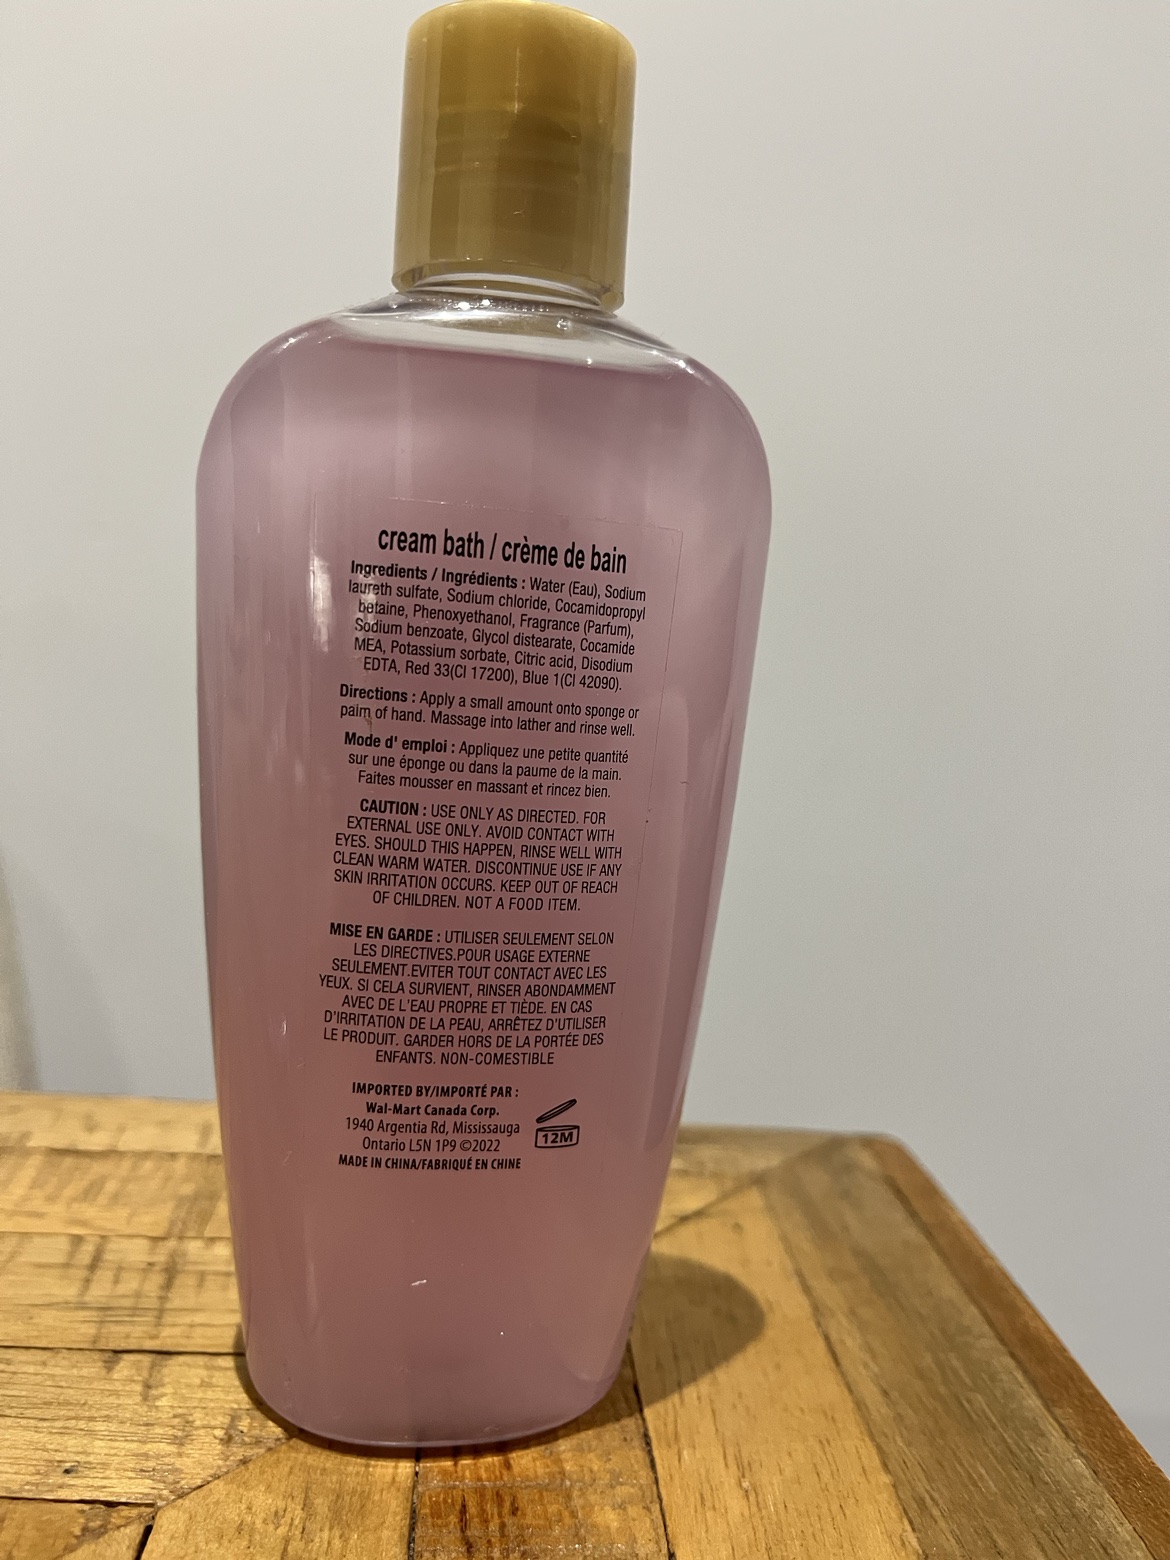 cream bath / crème de bain
Ingredients / Ingrédients : Water (Eau), Sodium
laureth sulfate, Sodium chloride, Cocamidopropyl
betaine, Phenoxyethanol, Fragrance (Parfum),
Sodium benzoate, Glycol distearate, Cocamide
MEA, Potassium sorbate, Citric acid, Disodium
EDTA, Red 33(CI 17200), Blue 1(CI 42090).
Directions : Apply a small amount onto sponge or
palm of hand. Massage into lather and rinse well.
Mode d' emploi : Appliquez une petite quantité
sur une éponge ou dans la paume de la main.
Faites mousser en massant et rincez bien.
CAUTION : USE ONLY AS DIRECTED. FOR
EXTERNAL USE ONLY. AVOID CONTACT WITH
EYES. SHOULD THIS HAPPEN, RINSE WELL WITH
CLEAN WARM WATER. DISCONTINUE USE IF ANY
SKIN IRRITATION OCCURS. KEEP OUT OF REACH
OF CHILDREN. NOT A FOOD ITEM.
MISE EN GARDE : UTILISER SEULEMENT SELON
LES DIRECTIVES.POUR USAGE EXTERNE
SEULEMENT.EVITER TOUT CONTACT AVEC LES
YEUX. SI CELA SURVIENT, RINSER ABONDAMMENT
AVEC DE L'EAU PROPRE ET TIÈDE. EN CAS
D'IRRITATION DE LA PEAU, ARRÊTEZ D'UTILISER
LE PRODUIT. GARDER HORS DE LA PORTÉE DES
ENFANTS. NON-COMESTIBLE
IMPORTED BY/IMPORTÉ PAR :
Wal-Mart Canada Corp.
1940 Argentia Rd, Mississauga
Ontario L5N 1P9 ©2022
MADE IN CHINA/FABRIQUÉ EN CHINE
12M